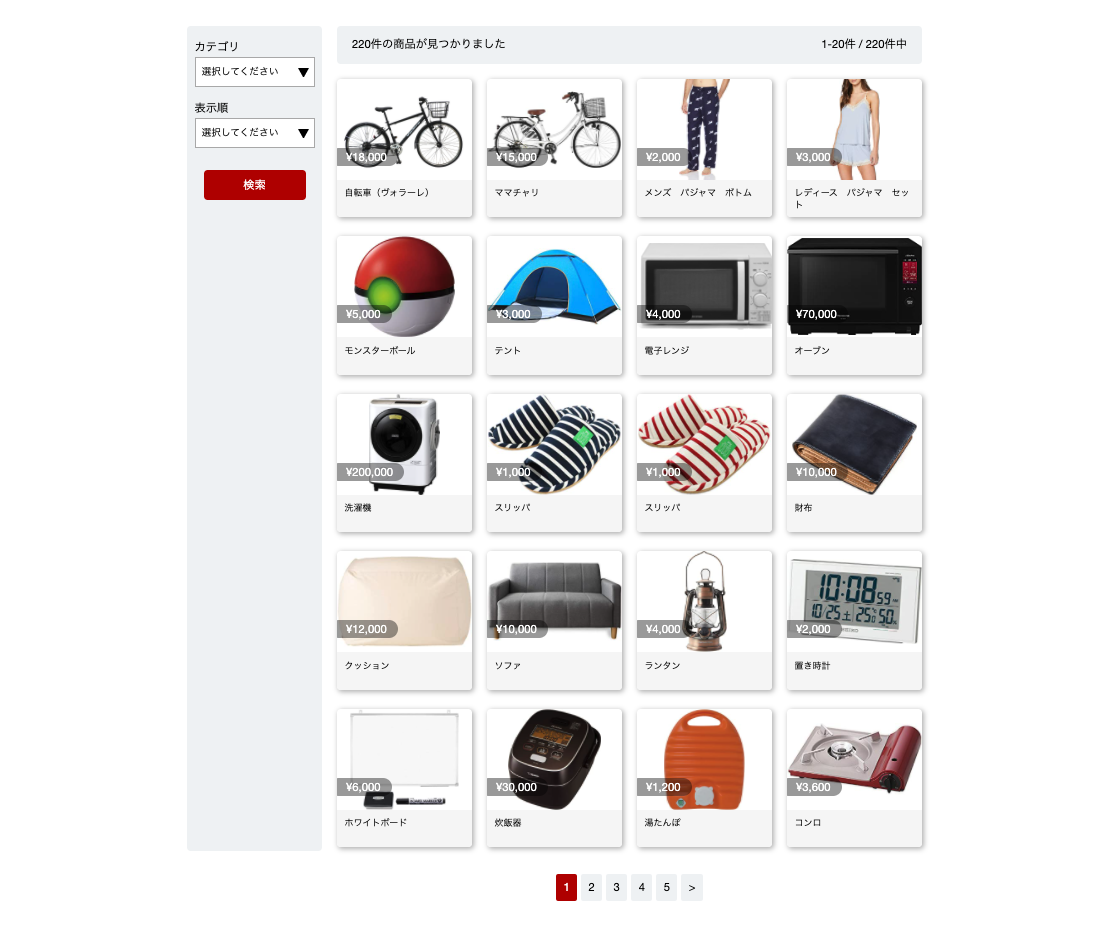 カテゴリ
選択してください
表示順
選択してください
検索
220件の商品が見つかりました
1-20件 / 220件中
¥18,000
自転車（ヴォラーレ）
¥15,000
ママチャリ
¥2,000
メンズ　パジャマ　ボトム
¥3,000
レディース　パジャマ　セッ
ト
¥5,000
モンスターボール
¥3,000
テント
¥4,000
電子レンジ
¥70,000
オーブン
¥200,000
洗濯機
¥1,000
スリッパ
¥1,000
スリッパ
¥10,000
財布
¥12,000
クッション
¥10,000
ソファ
¥4,000
ランタン
10:08 59
10/25 土 25℃ 50%
¥2,000
置き時計
¥6,000
ホワイトボード
¥30,000
炊飯器
¥1,200
湯たんぽ
¥3,600
コンロ
1 2 3 4 5 >